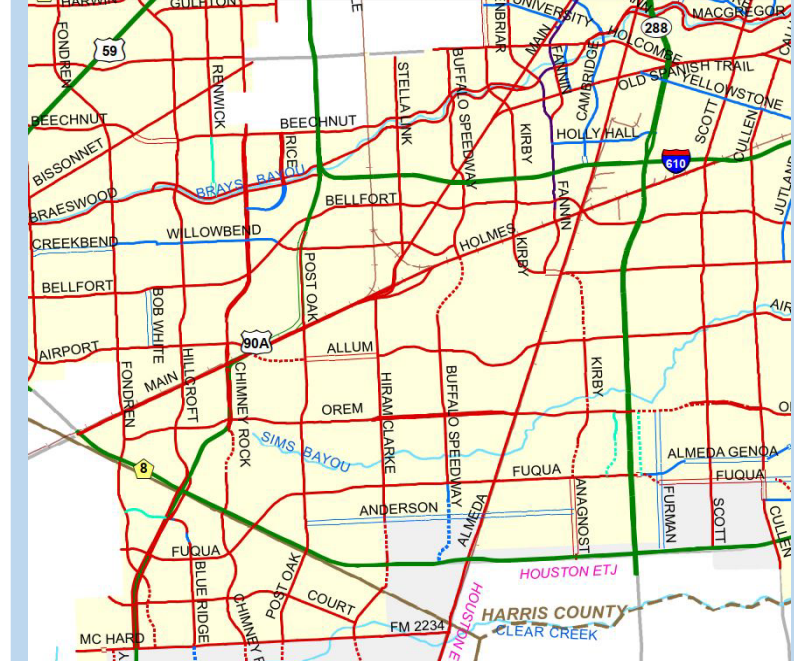 HARWIN
GULFTON
FONDREN
59
RENWICK
BEECHNUT
BISSONNET
BRAESWOOD
BRAYS BAYOU
BEECHNUT
RICE
STELLA LINK
BUFFALO SPEEDWAY
UNIVERSITY
MAIN
KIRBY
FANNIN
CAMBRIDGE
HOLCOMBE
288
MACGREGOR
OLD SPANISH TRAIL
YELLOWSTONE
SCOTT
CULLEN
HOLLY HALL
610
JUTLAND
CREEKBEND
WILLOWBEND
BELLFORT
HOLMES
KIRBY
FANNIN
BELLFORT
BOB WHITE
POST OAK
AIRPORT
90A
ALLUM
MAIN
HILLCROFT
FONDREN
CHIMNEY ROCK
HIRAM CLARKE
BUFFALO SPEEDWAY
KIRBY
OREM
SIMS BAYOU
8
FUQUA
ALMEDA GENOA
FUQUA
ANDERSON
ALMEDA
ANAGNOST
FURMAN
SCOTT
CULLEN
FUQUA
BLUE RIDGE
POST OAK
COURT
HOUSTON ETJ
HARRIS COUNTY
CLEAR CREEK
MC HARD
FM 2234